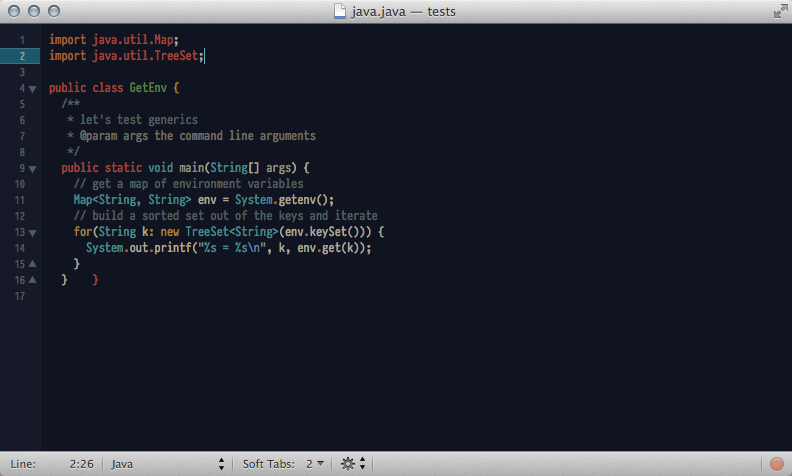 java.java — tests
1 import java.util.Map;
2 import java.util.TreeSet;
3
4 public class GetEnv {
5   /**
6    * let's test generics
7    * @param args the command line arguments
8    */
9   public static void main(String[] args) {
10     // get a map of environment variables
11     Map<String, String> env = System.getenv();
12     // build a sorted set out of the keys and iterate
13     for(String k: new TreeSet<String>(env.keySet())) {
14       System.out.printf("%s = %s\n", k, env.get(k));
15     }
16   }    }
17
Line: 2:26 Java Soft Tabs: 2